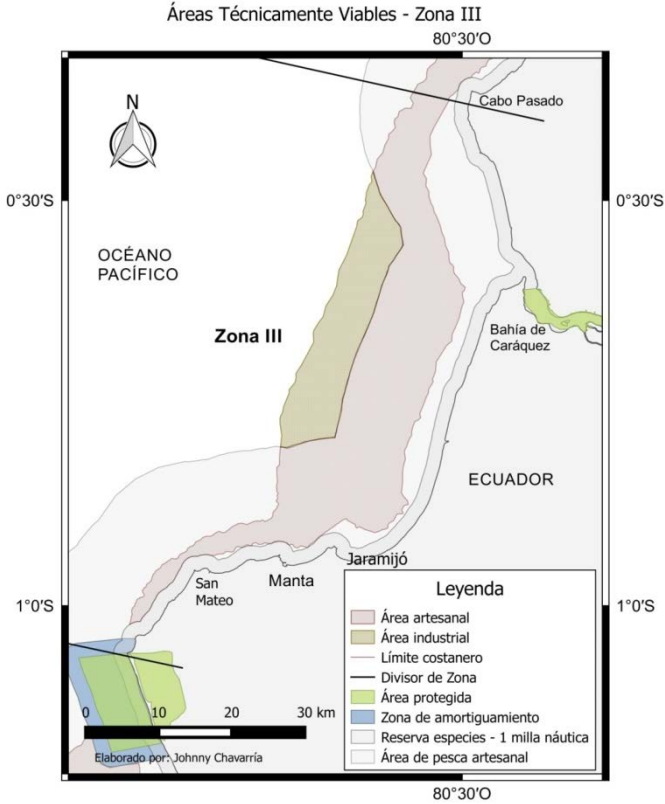 Áreas Técnicamente Viables - Zona III
80°30'O
Cabo Pasado
N
0°30'S
0°30'S
OCÉANO
PACÍFICO
Zona III
Bahía de
Caráquez
ECUADOR
Jaramijó
San
Mateo
Manta
1°0'S
1°0'S
Leyenda
Área artesanal
Área industrial
Límite costanero
Divisor de Zona
Área protegida
Zona de amortiguamiento
Reserva especies - 1 milla náutica
Área de pesca artesanal
0 10 20 30 km
Elaborado por: Johnny Chavarría
80°30'O